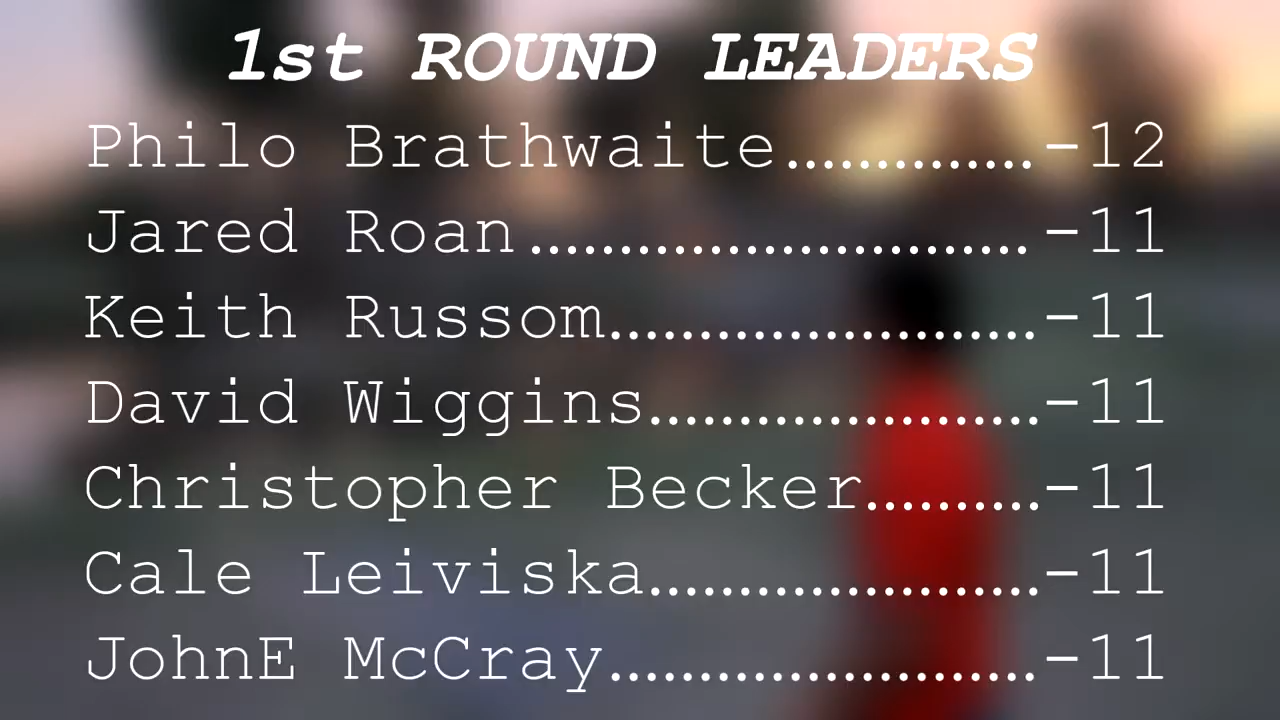 1st ROUND LEADERS
Philo Brathwaite..............-12
Jared Roan............................-11
Keith Russom........................-11
David Wiggins......................-11
Christopher Becker..........-11
Cale Leiviska......................-11
JohnE McCray........................-11